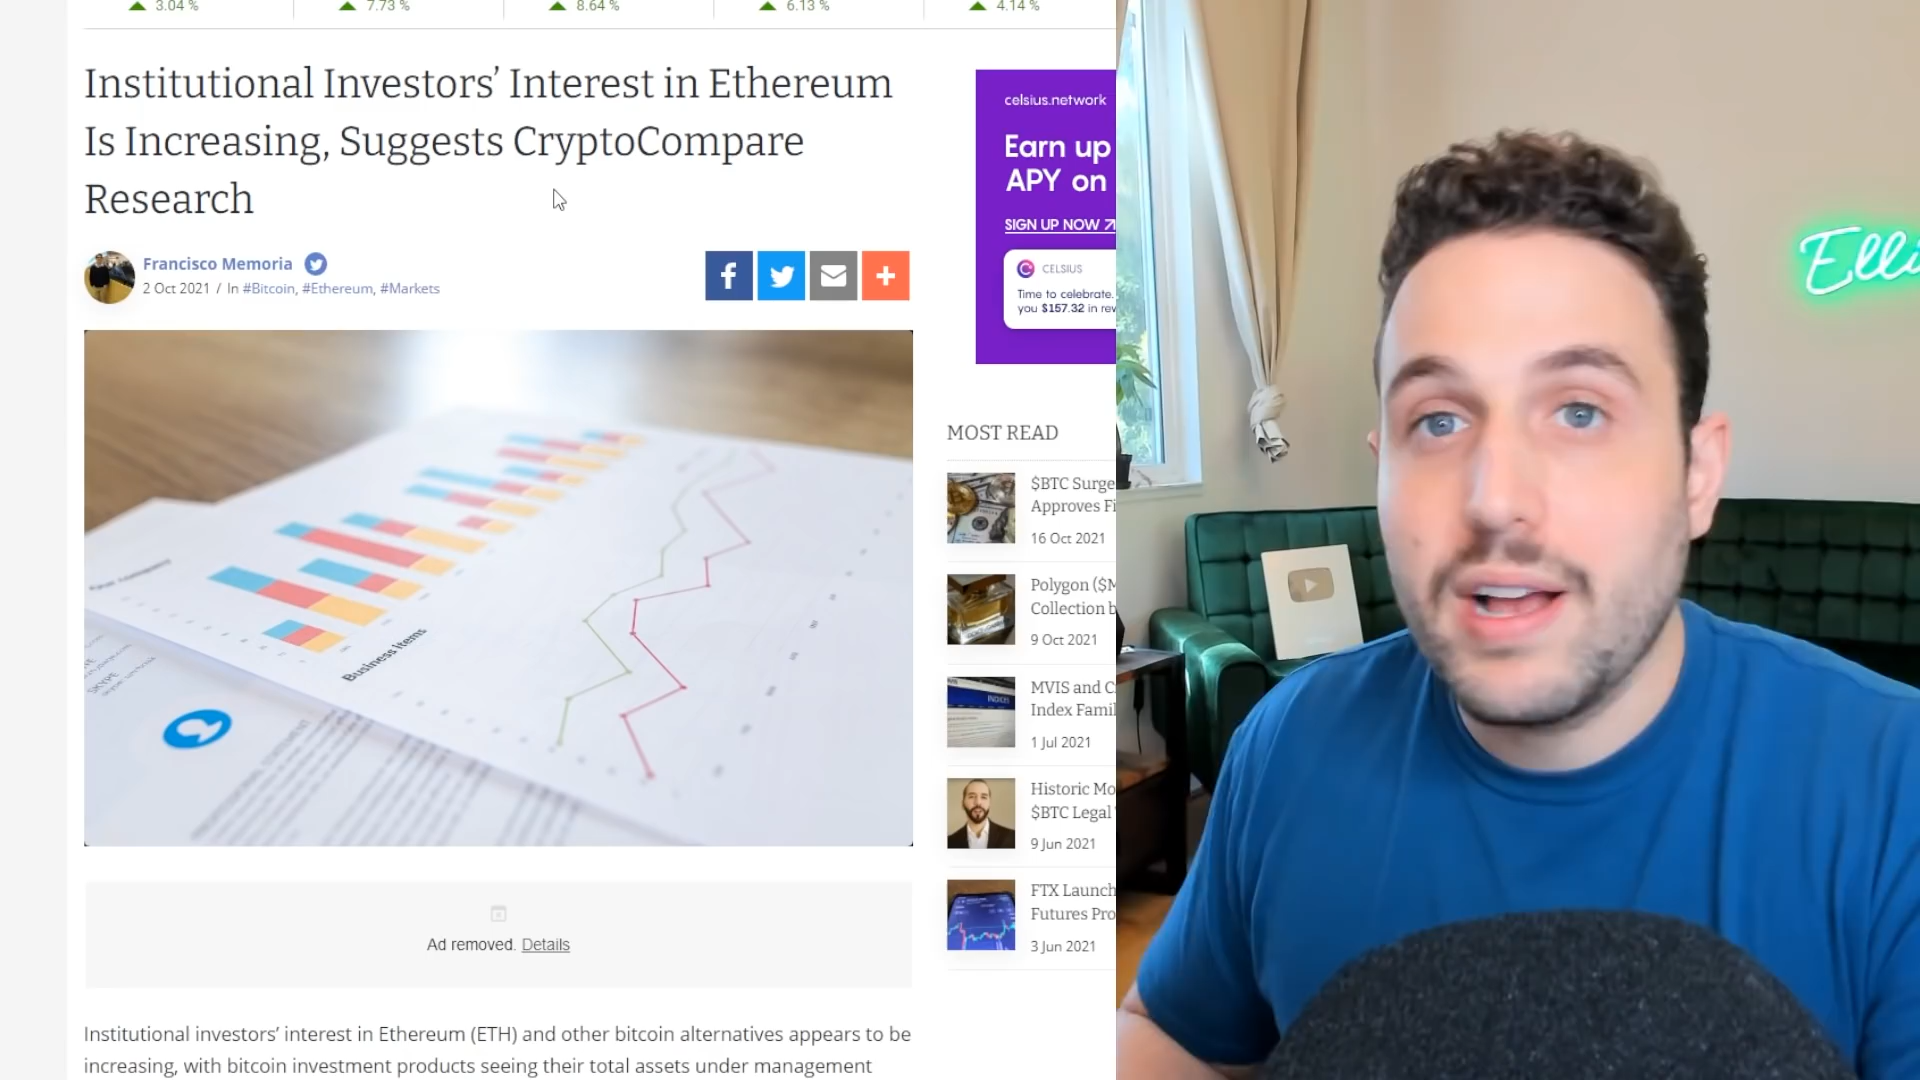 3.04 %
7.73 %
8.64 %
6.13 %
4.14 %
Institutional Investors’ Interest in Ethereum
Is Increasing, Suggests CryptoCompare
Research
Francisco Memoria
2 Oct 2021 / In #Bitcoin, #Ethereum, #Markets
Business Items
SKYPE
Ad removed. Details
Institutional investors’ interest in Ethereum (ETH) and other bitcoin alternatives appears to be
increasing, with bitcoin investment products seeing their total assets under management
celsius.network
Earn up
APY on
SIGN UP NOW
CELSIUS
Time to celebrate.
you $157.32 in
MOST READ
$BTC Surge
Approves
16 Oct 2021
Polygon
Collection
9 Oct 2021
MVIS and
Index
1 Jul 2021
Historic
$BTC Legal
9 Jun 2021
FTX Launch
Futures
3 Jun 2021